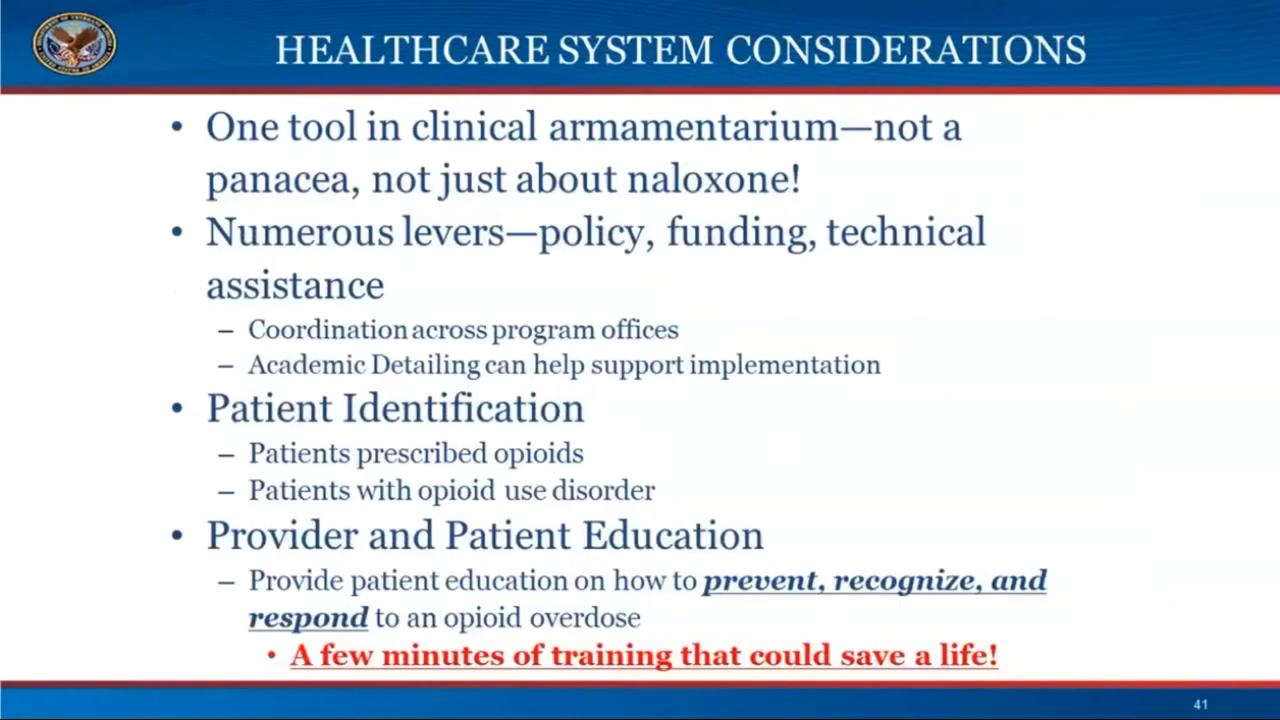 HEALTHCARE SYSTEM CONSIDERATIONS
• One tool in clinical armamentarium—not a
panacea, not just about naloxone!
• Numerous levers—policy, funding, technical
assistance
– Coordination across program offices
– Academic Detailing can help support implementation
• Patient Identification
– Patients prescribed opioids
– Patients with opioid use disorder
• Provider and Patient Education
– Provide patient education on how to prevent, recognize, and
respond to an opioid overdose
• A few minutes of training that could save a life!
41